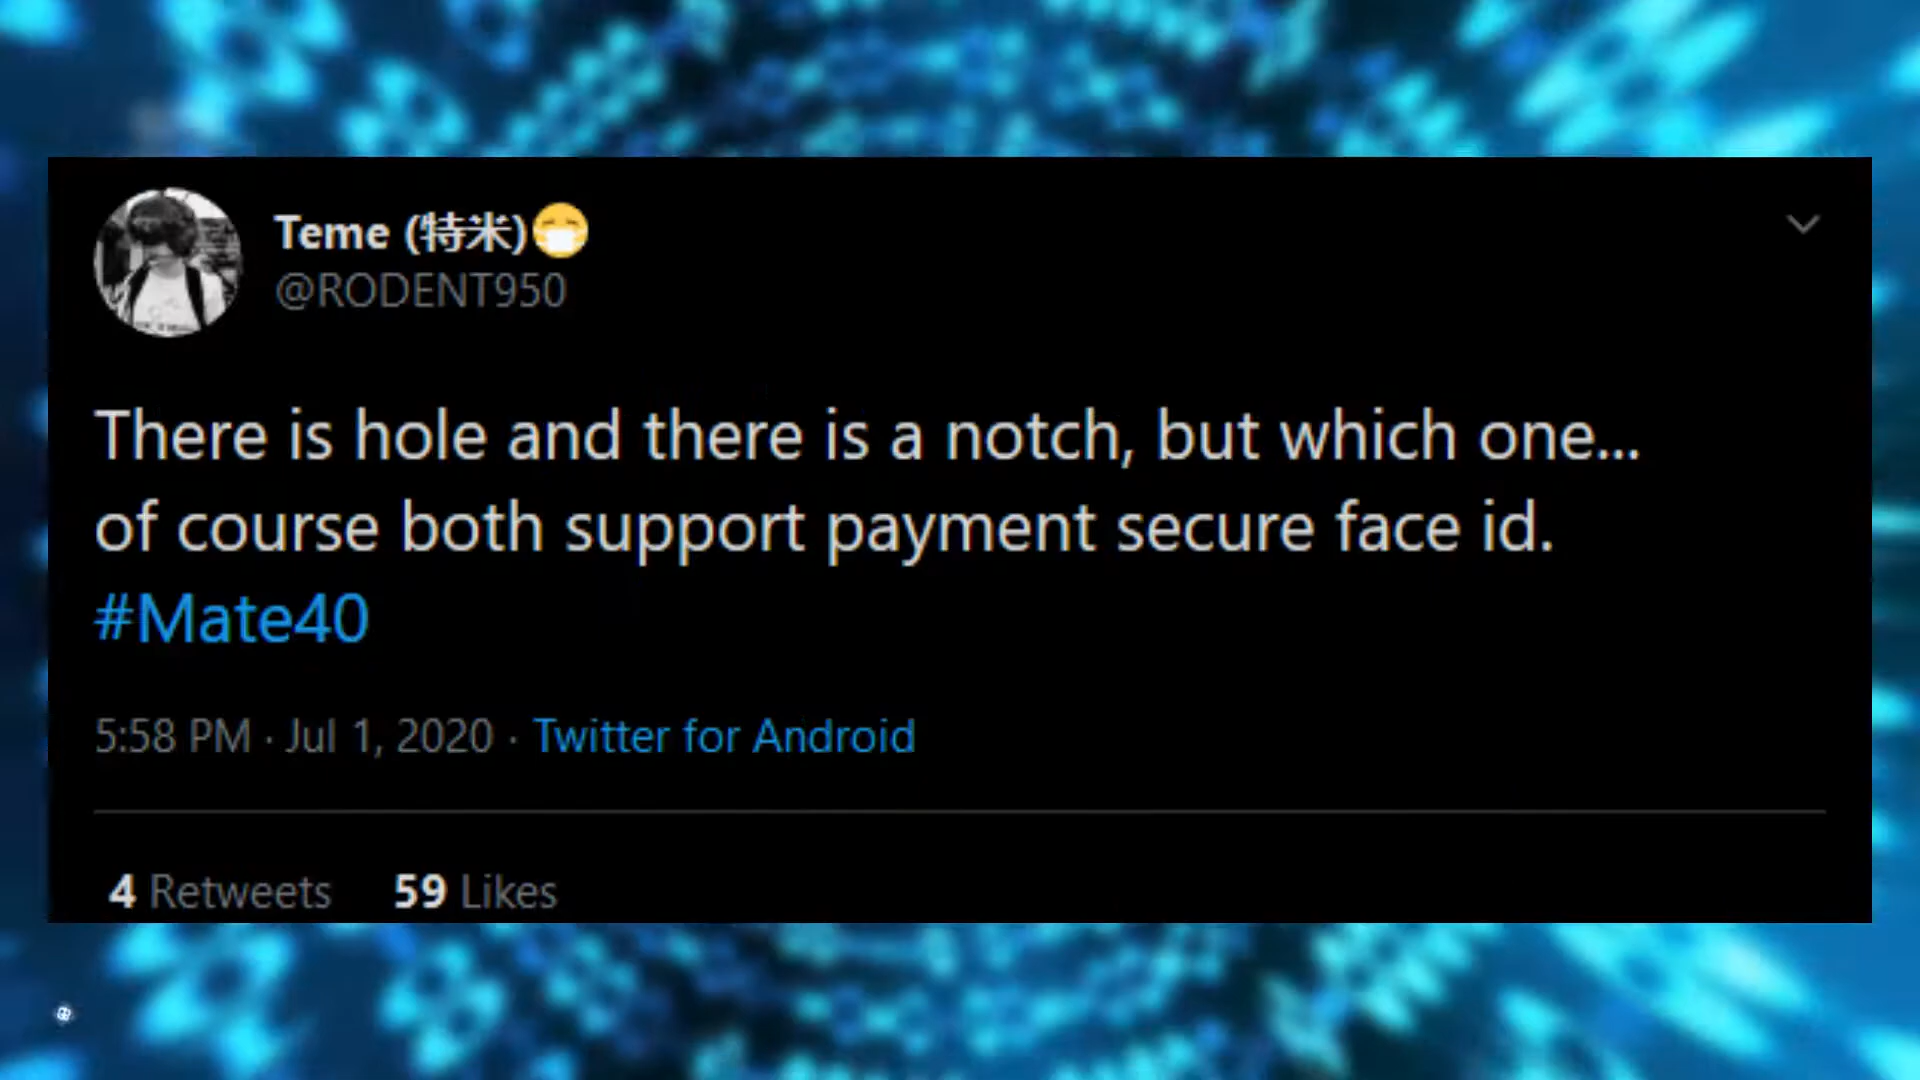 Teme (特米)😷
@RODENT950
There is hole and there is a notch, but which one...
of course both support payment secure face id.
#Mate40
5:58 PM · Jul 1, 2020 · Twitter for Android
4 Retweets 59 Likes